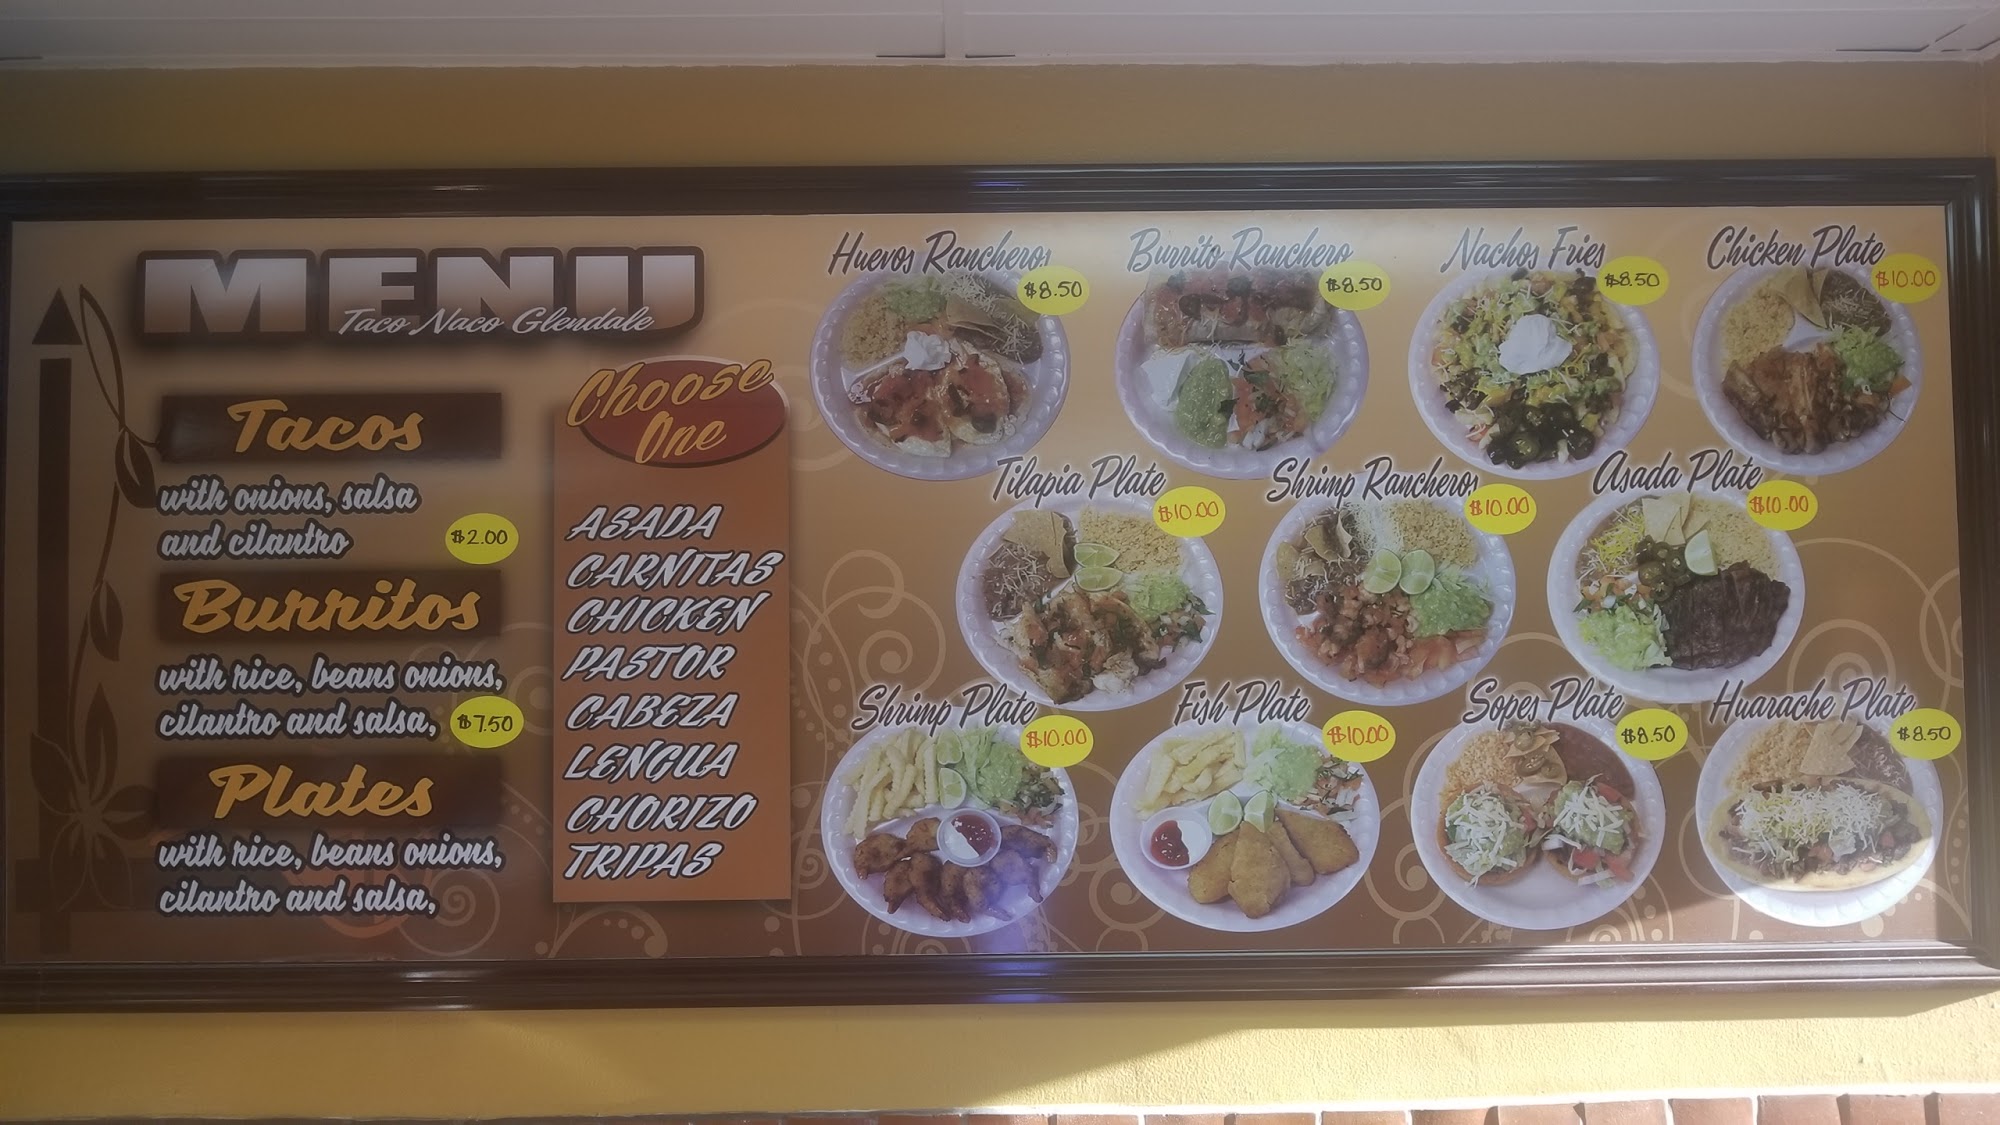 MENU
Taco Naco Glendale
Tacos
with onions, salsa
and cilantro
$2.00
Burritos
with rice, beans onions,
cilantro and salsa,
$7.50
Plates
with rice, beans onions,
cilantro and salsa,
Choose
One
ASADA
CARNITAS
CHICKEN
PASTOR
CABEZA
LENGUA
CHORIZO
TRIPAS
Huevos Rancheros
$8.50
Burrito Ranchero
$8.50
Nachos Fries
$8.50
Chicken Plate
$10.00
Tilapia Plate
$10.00
Shrimp Rancheros
$10.00
Asada Plate
$10.00
Shrimp Plate
$10.00
Fish Plate
$10.00
Sopes Plate
$8.50
Huarache Plate
$8.50